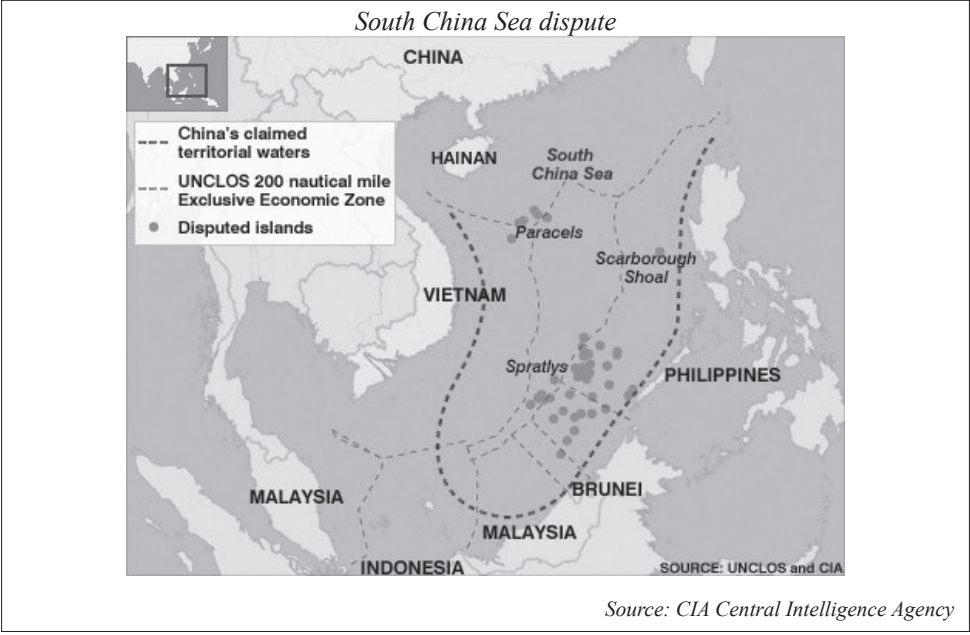 South China Sea dispute
CHINA
China's claimed
territorial waters
UNCLOS 200 nautical mile
Exclusive Economic Zone
Disputed islands
HAINAN
South
China Sea
Paracels
Scarborough
Shoal
VIETNAM
Spratlys
PHILIPPINES
MALAYSIA
BRUNEI
MALAYSIA
INDONESIA
SOURCE: UNCLOS and CIA
Source: CIA Central Intelligence Agency